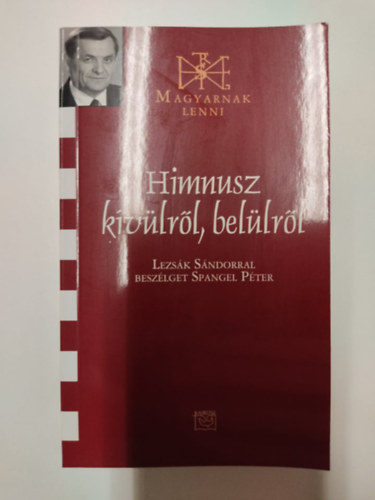 MAGYARNAK
LENNI
Himnusz
kívülről, belülről
LEZSÁK SÁNDORRAL
BESZÉLGET SPANGEL PÉTER